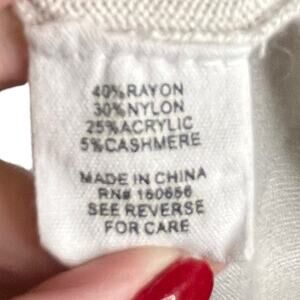 40%RAYON
30%NYLON
25%ACRYLIC
5%CASHMERE
MADE IN CHINA
RN# 160656
SEE REVERSE
FOR CARE